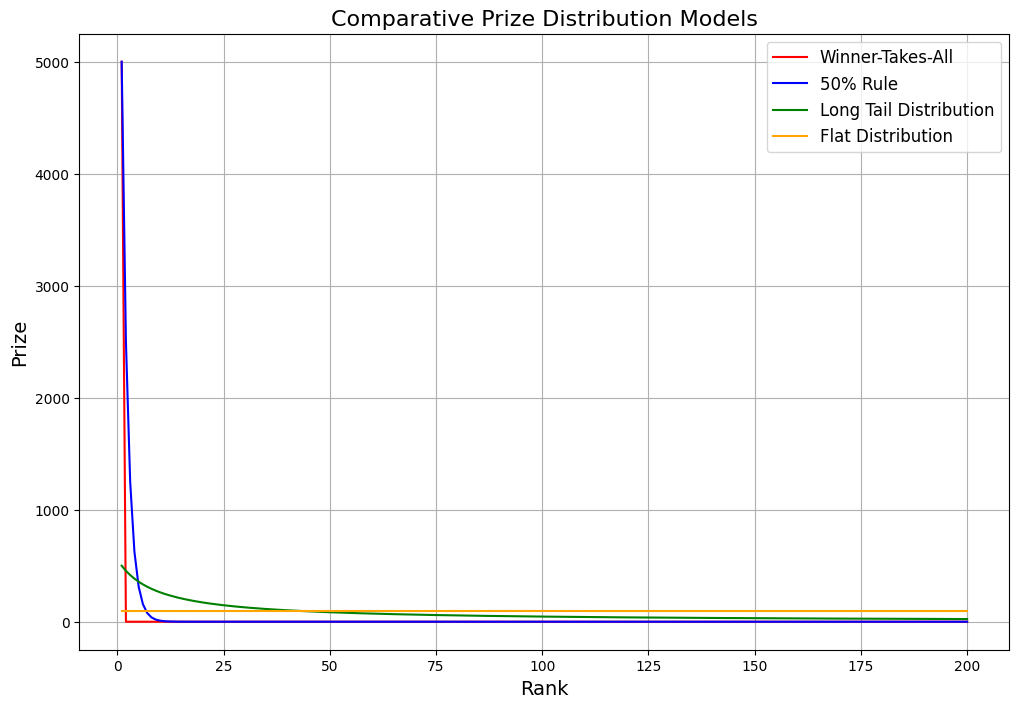 Comparative Prize Distribution Models
Winner-Takes-All
50% Rule
Long Tail Distribution
Flat Distribution
Prize
5000
4000
3000
2000
1000
0
0 25 50 75 100 125 150 175 200
Rank